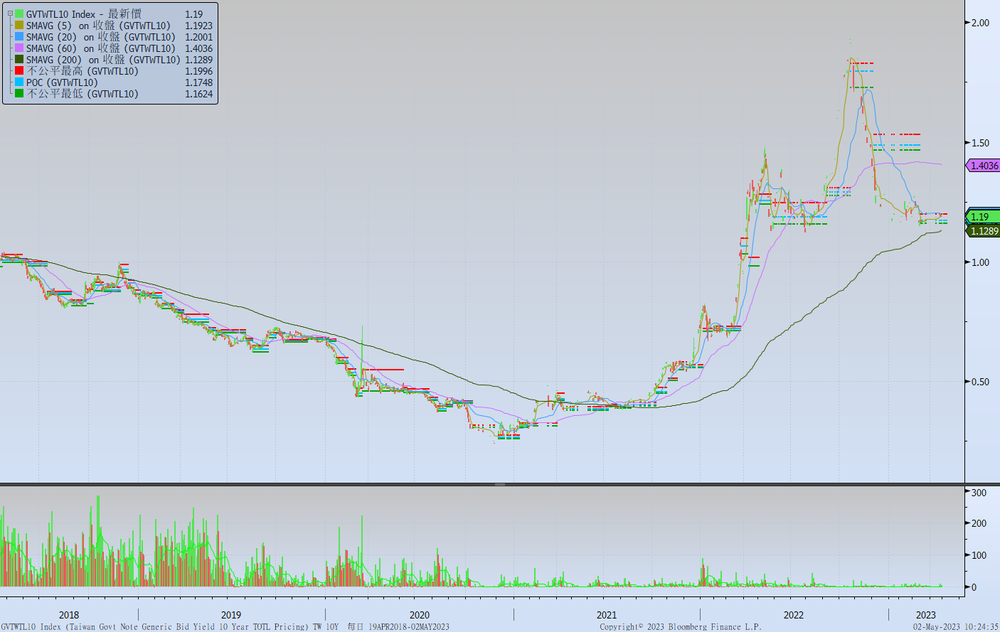 GVTWTL10 Index - 最新價 1.19
SMAVG (5) on 收盤 (GVTWTL10) 1.1923
SMAVG (20) on 收盤 (GVTWTL10) 1.2001
SMAVG (60) on 收盤 (GVTWTL10) 1.4036
SMAVG (200) on 收盤 (GVTWTL10) 1.1289
不公平最高 (GVTWTL10) 1.1996
POC (GVTWTL10) 1.1748
不公平最低 (GVTWTL10) 1.1624
2.00
1.50
1.4036
1.19
1.1289
1.00
0.50
300
200
100
0
2018 2019 2020 2021 2022 2023
GVTWTL10 Index (Taiwan Govt Note Generic Bid Yield 10 Year TOTL Pricing) TW 10Y 每日 19APR2018-02MAY2023 Copyright© 2023 Bloomberg Finance L.P. 02-May-2023 10:24:35